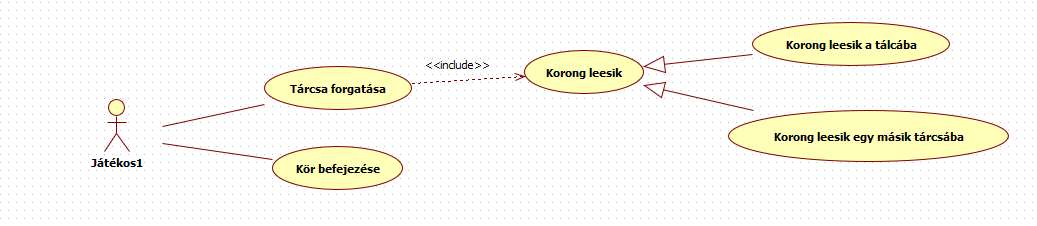 Korong leesik a tálcába
<<include>>
Korong leesik
Tárcsa forgatása
Korong leesik egy másik tárcsába
Játékos1
Kör befejezése